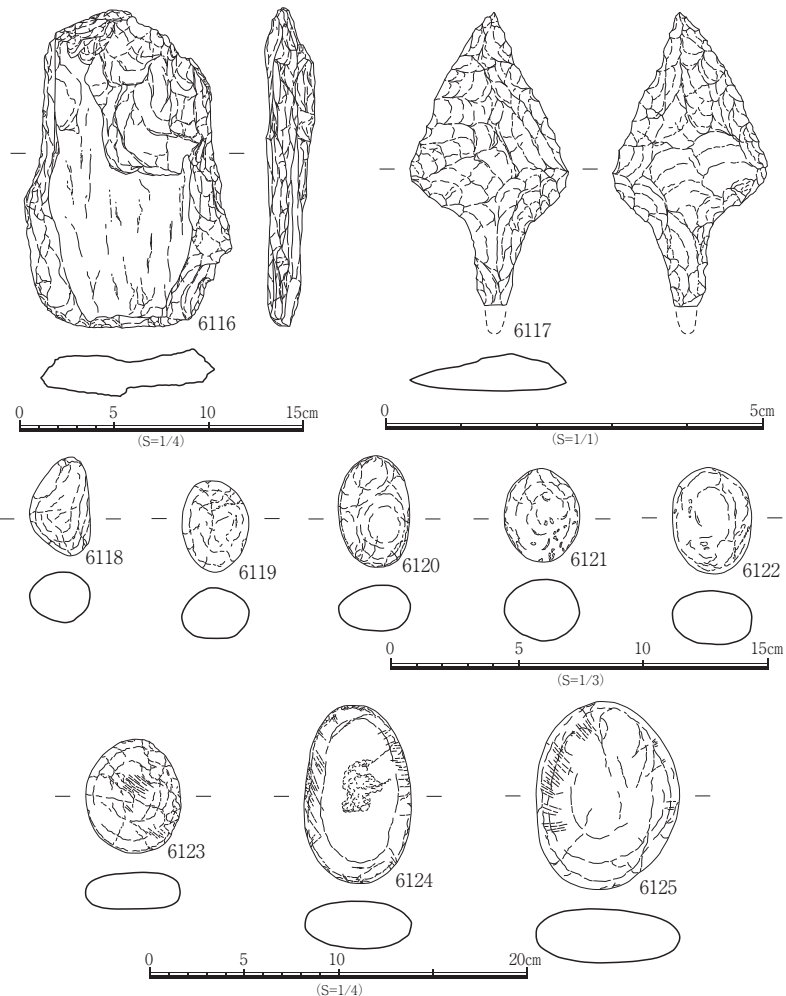 6116
6117
0 5 10 15cm
(S=1/4)
0 5cm
(S=1/1)
6118
6119
6120
6121
6122
0 5 10 15cm
(S=1/3)
6123
6124
6125
0 5 10 20cm
(S=1/4)